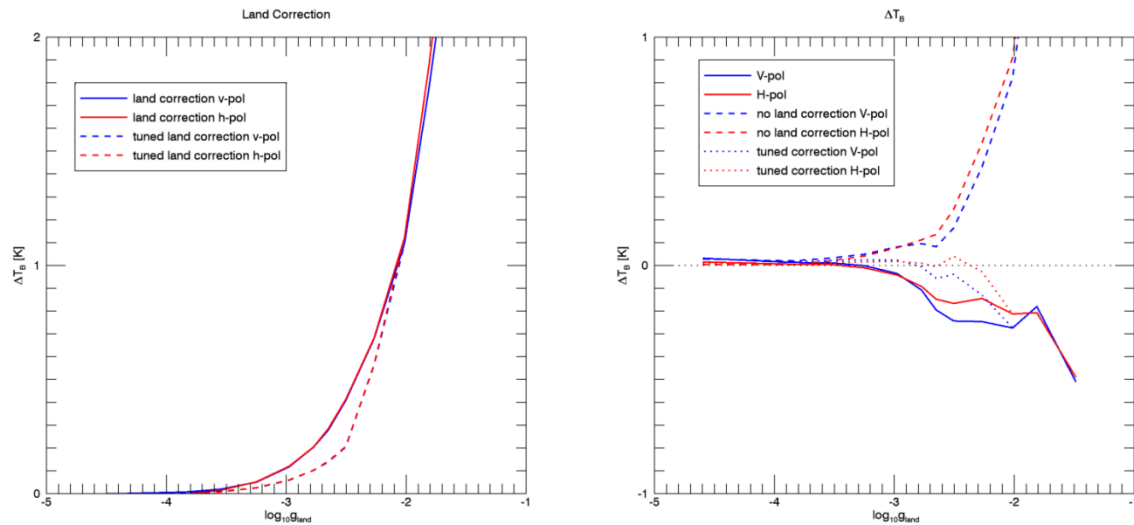 Land Correction
2
1
0
ΔT_B [K]
land correction v-pol
land correction h-pol
tuned land correction v-pol
tuned land correction h-pol
-5 -4 -3 -2 -1
log₁₀g_land
ΔT_B
1
0
-1
ΔT_B [K]
V-pol
H-pol
no land correction V-pol
no land correction H-pol
tuned correction V-pol
tuned correction H-pol
-5 -4 -3 -2 -1
log₁₀g_land